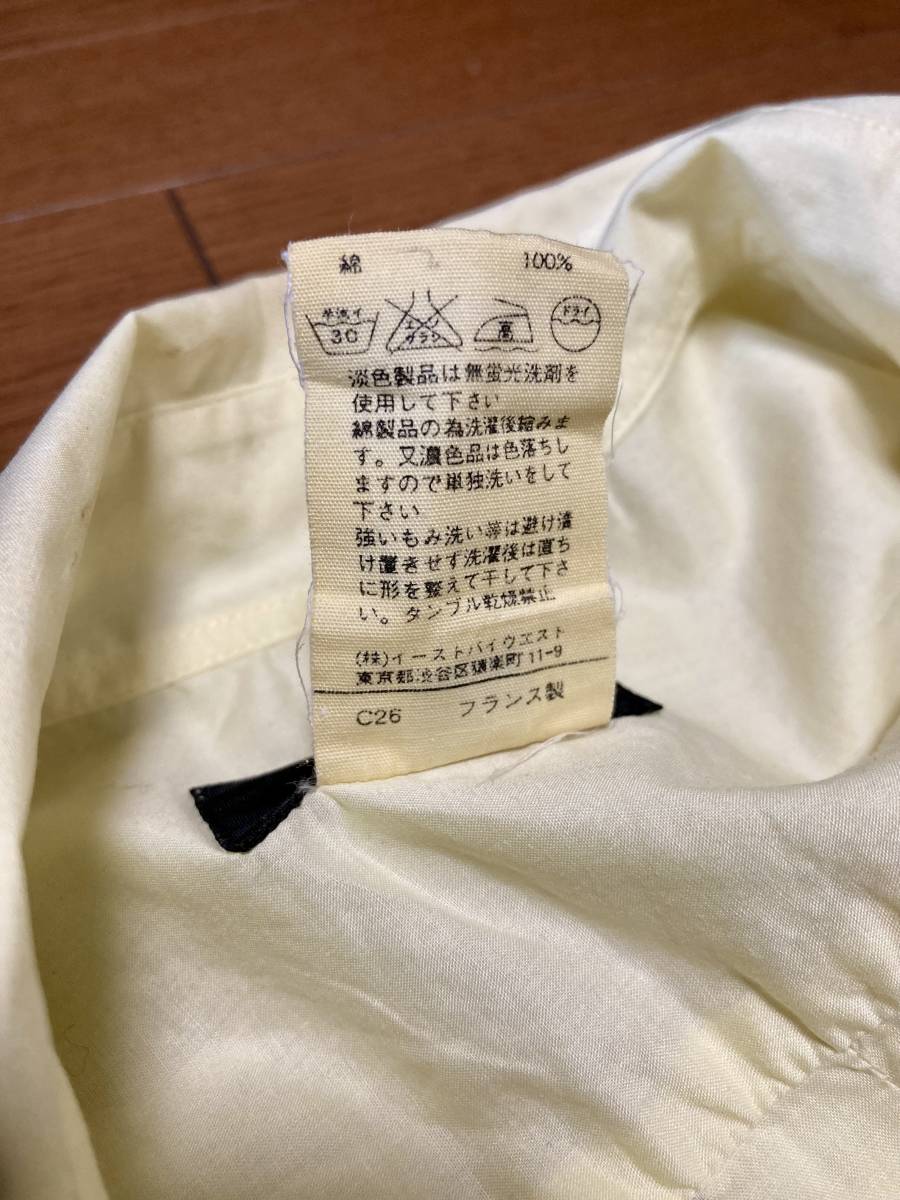 綿 100%
手洗イ 30 エンソ サラシ 高 ドライ
淡色製品は無蛍光洗剤を
使用して下さい
綿製品の為洗濯後縮みま
す。又濃色品は色落ちし
ますので単独洗いをして
下さい
強いもみ洗い等は避け漬
け置きせず洗濯後は直ち
に形を整えて干して下さ
い。タンブル乾燥禁止
(株)イーストバイウエスト
東京都渋谷区猿楽町11-9
C26 フランス製